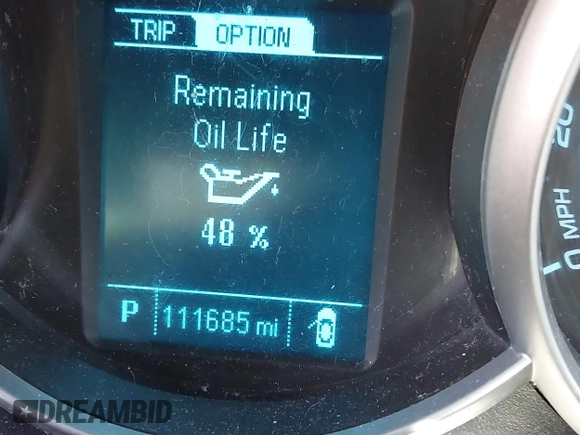 TRIP OPTION
Remaining
Oil Life
48 %
P 111685 mi
20
0 MPH
DREAMBID